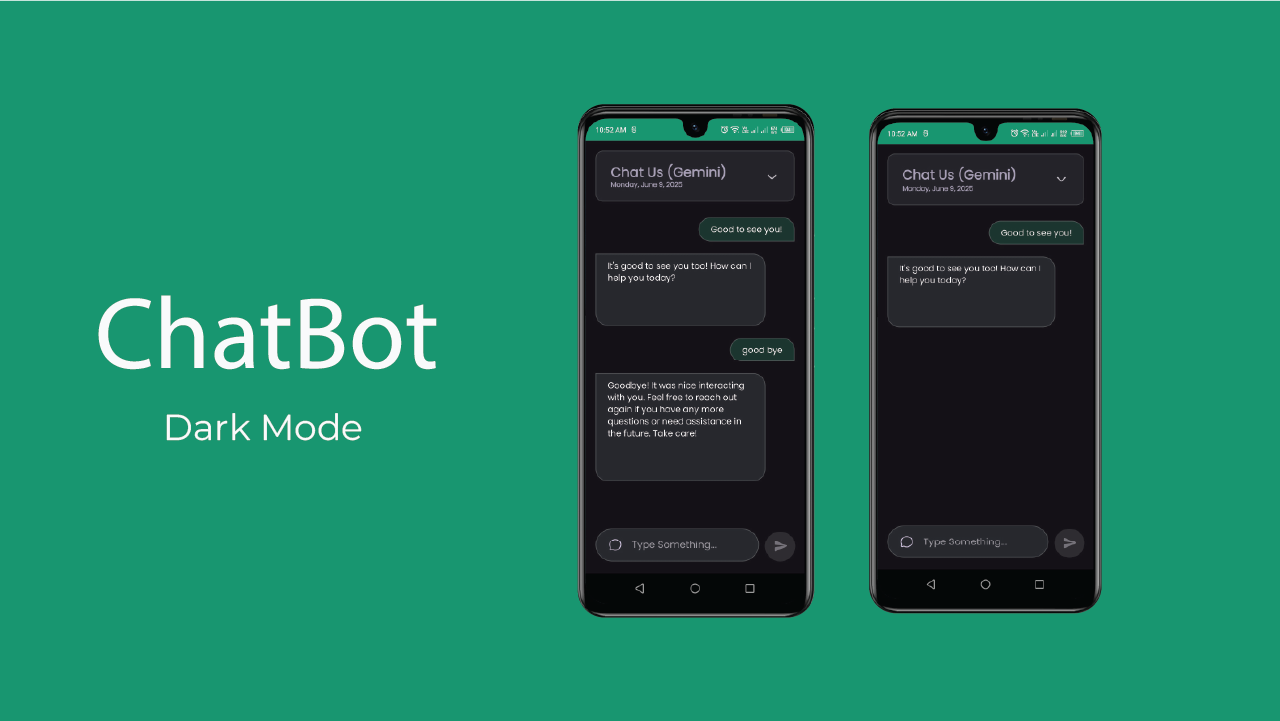 ChatBot
Dark Mode
10:52 AM
Chat Us (Gemini)
Monday, June 9, 2025
Good to see you!
It's good to see you too! How can I
help you today?
good bye
Goodbye! It was nice interacting
with you. Feel free to reach out
again if you have any more
questions or need assistance in
the future. Take care!
Type Something...
10:52 AM
Chat Us (Gemini)
Monday, June 9, 2025
Good to see you!
It's good to see you too! How can I
help you today?
Type Something...